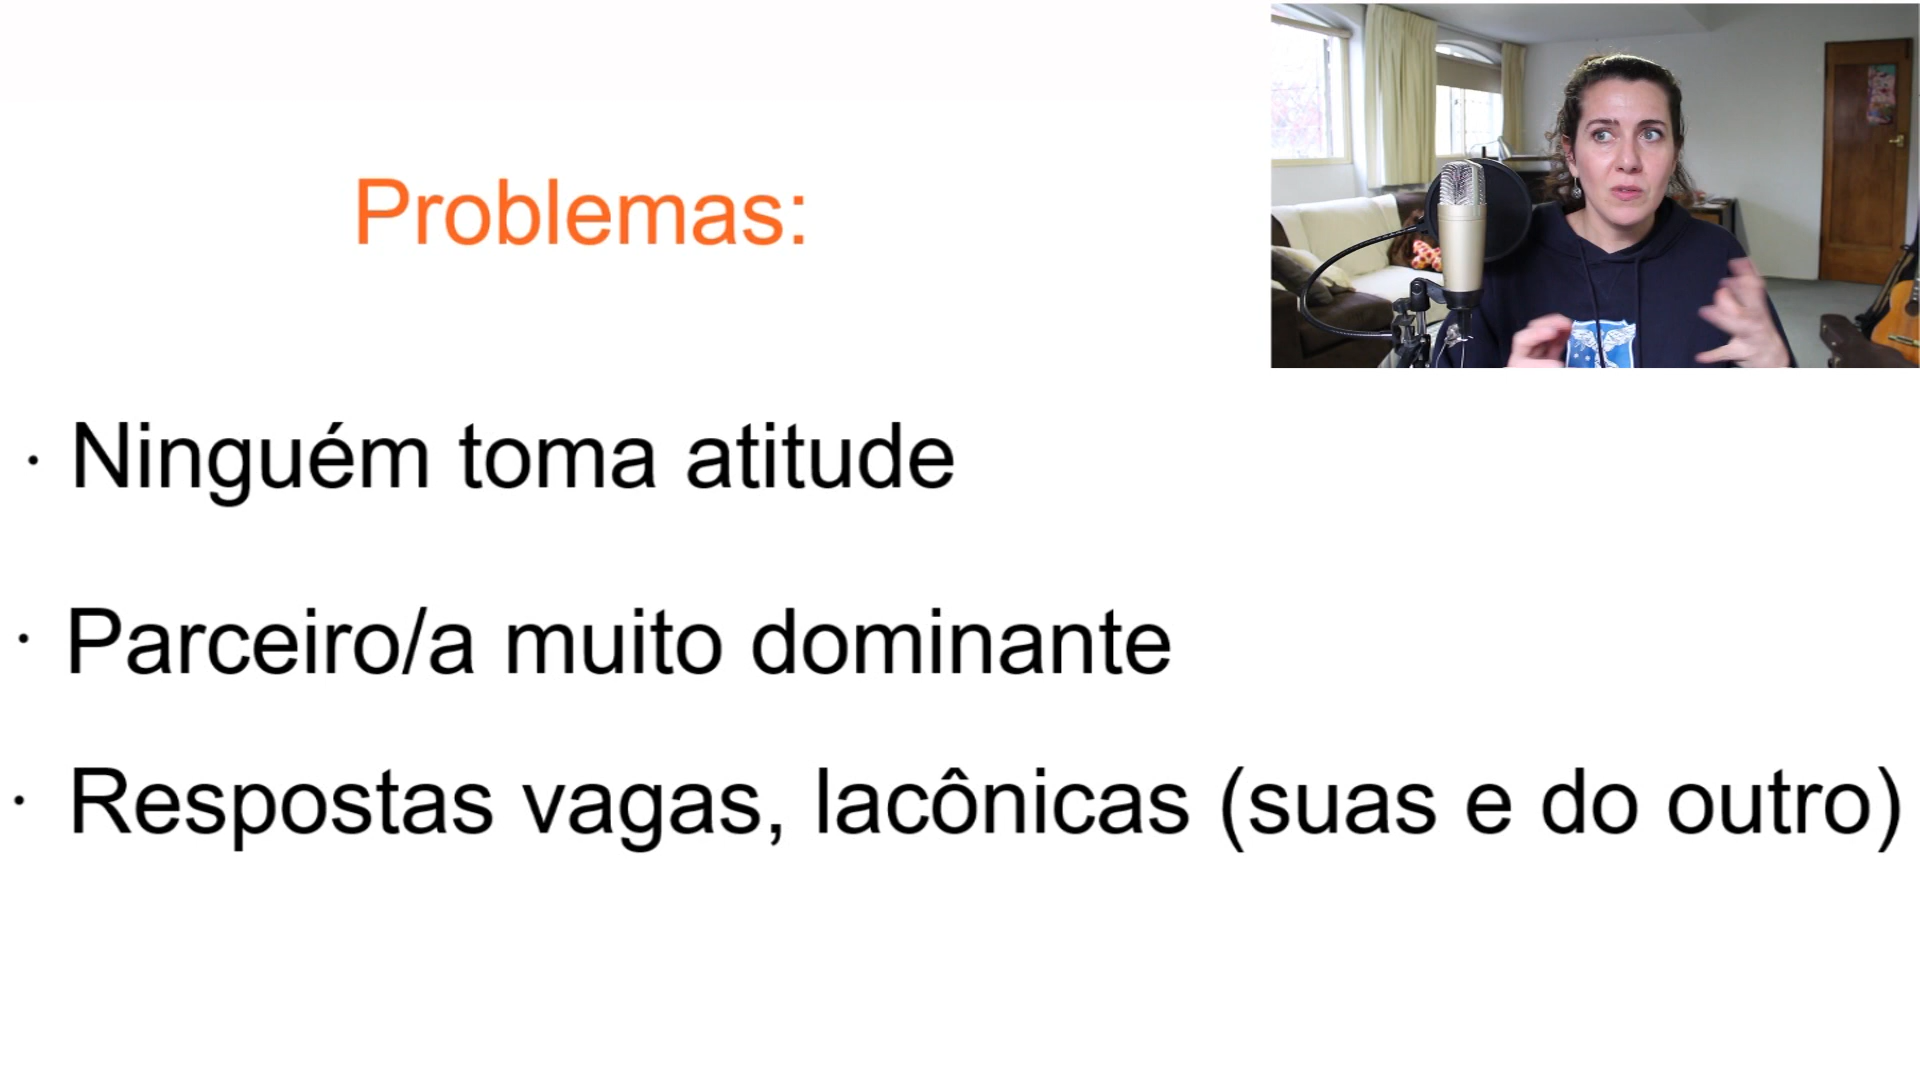 Problemas:
· Ninguém toma atitude
· Parceiro/a muito dominante
· Respostas vagas, lacônicas (suas e do outro)